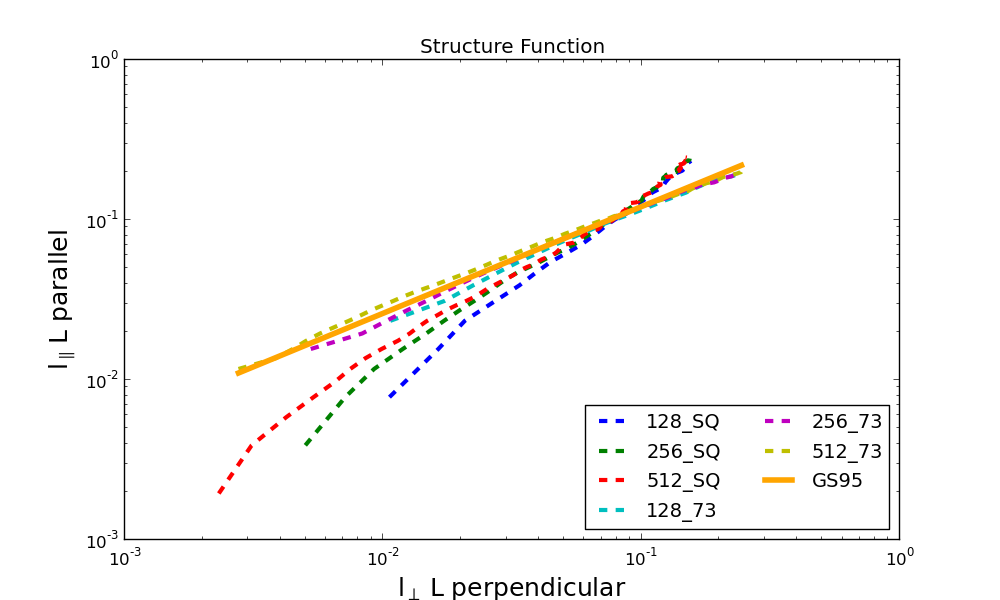 Structure Function
10^0
10^-1
10^-2
10^-3
l_∥ L parallel
10^-3
10^-2
10^-1
10^0
l_⊥ L perpendicular
128_SQ
256_SQ
512_SQ
128_73
256_73
512_73
GS95